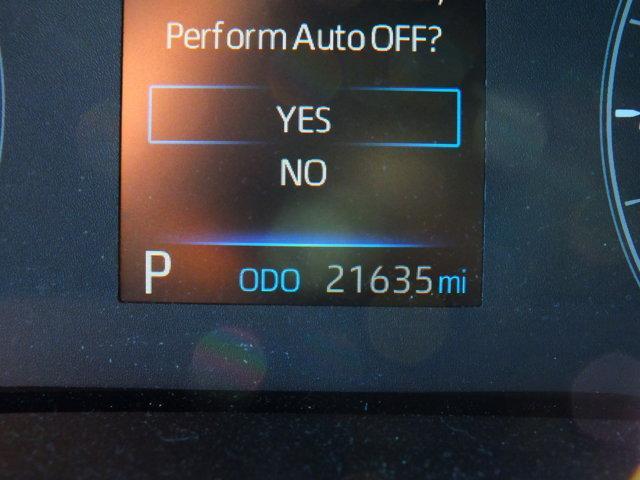 Perform Auto OFF?
YES
NO
P ODO 21635 mi